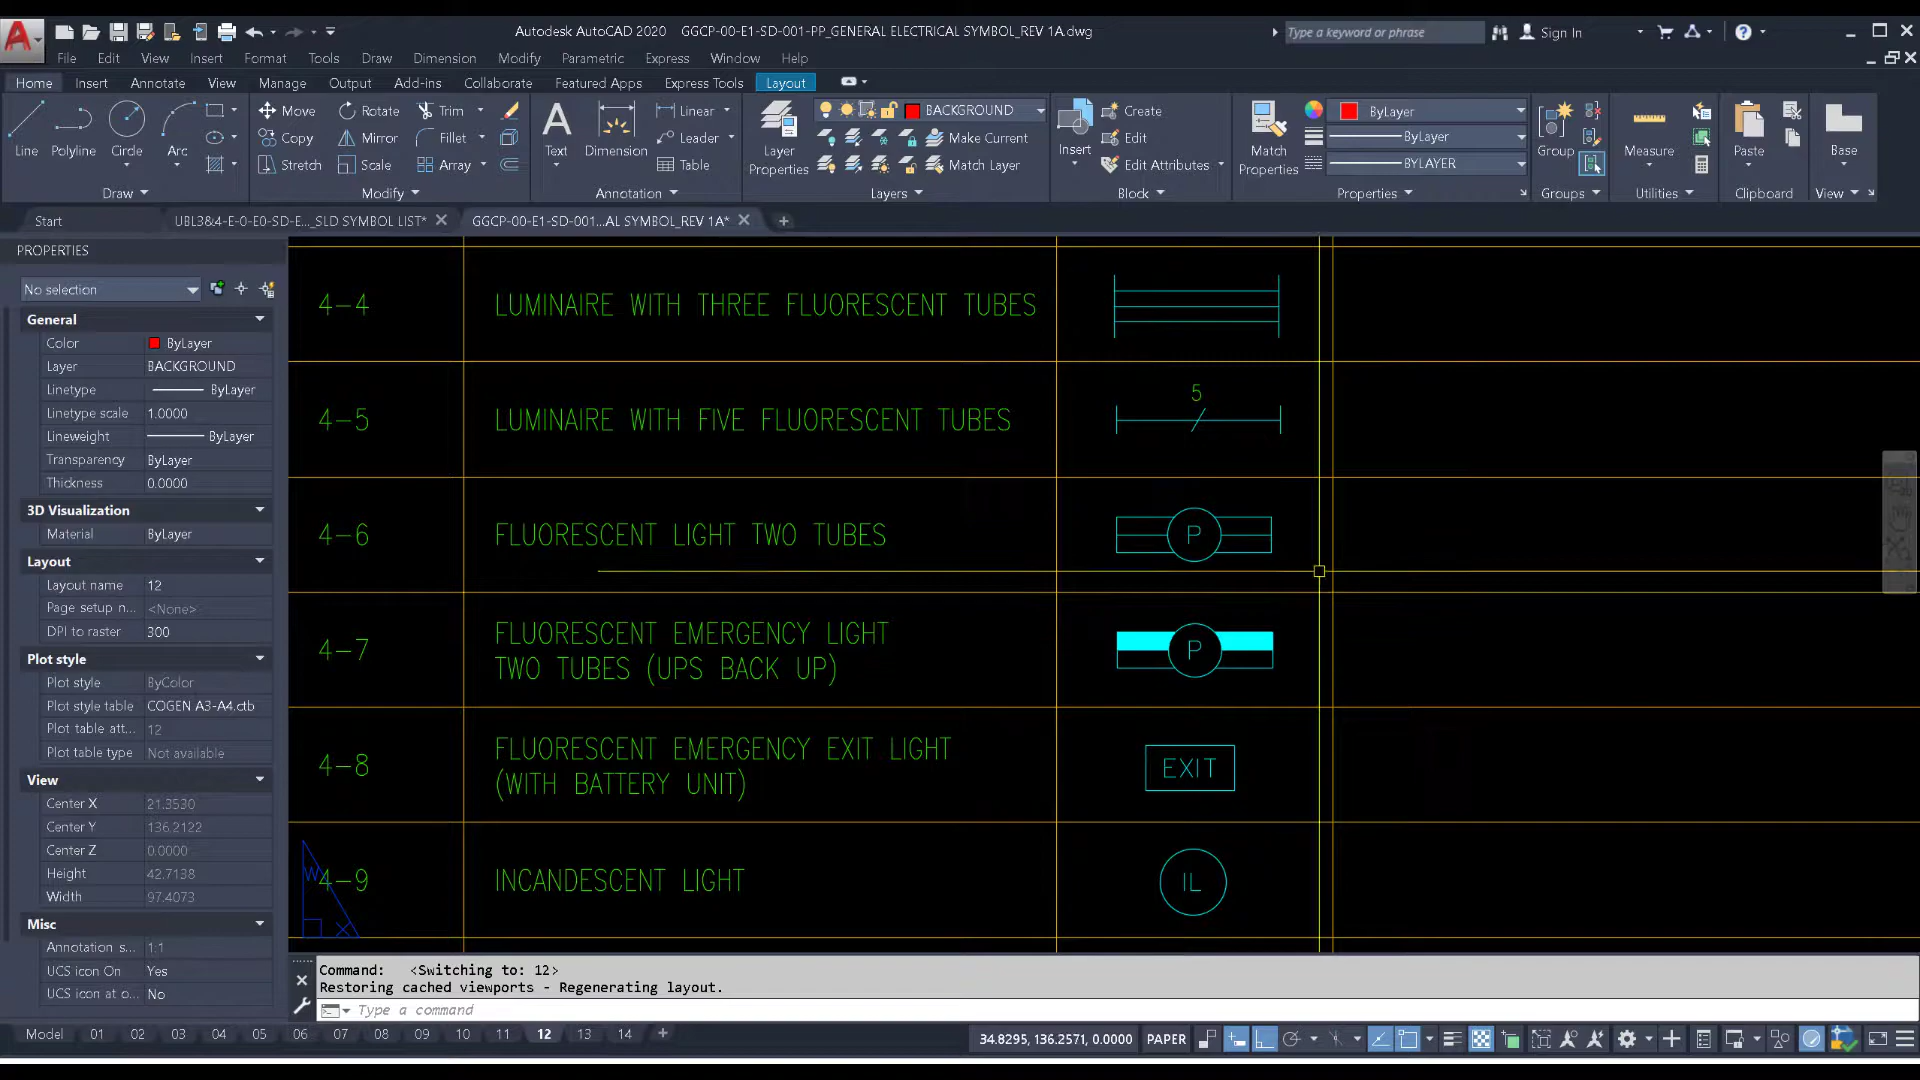 Autodesk AutoCAD 2020 GGCP-00-E1-SD-001-PP_GENERAL ELECTRICAL SYMBOL_REV 1A.dwg
Type a keyword or phrase
Sign In
File Edit View Insert Format Tools Draw Dimension Modify Parametric Express Window Help
Home Insert Annotate View Manage Output Add-ins Collaborate Featured Apps Express Tools Layout
Line Polyline Circle Arc
Draw
Move Rotate Trim
Copy Mirror Fillet
Stretch Scale Array
Modify
Text Dimension
Linear
Leader
Table
Annotation
Layer Properties
BACKGROUND
Make Current
Match Layer
Layers
Insert
Create
Edit
Edit Attributes
Block
Match Properties
ByLayer
ByLayer
BYLAYER
Properties
Group
Groups
Measure
Utilities
Paste
Clipboard
Base
View
Start
UBL3&4-E-0-E0-SD-E..._SLD SYMBOL LIST*
GGCP-00-E1-SD-001...AL SYMBOL_REV 1A*
PROPERTIES
No selection
General
Color ByLayer
Layer BACKGROUND
Linetype ByLayer
Linetype scale 1.0000
Lineweight ByLayer
Transparency ByLayer
Thickness 0.0000
3D Visualization
Material ByLayer
Layout
Layout name 12
Page setup n... <None>
DPI to raster 300
Plot style
Plot style ByColor
Plot style table COGEN A3-A4.ctb
Plot table att... 12
Plot table type Not available
View
Center X 21.3530
Center Y 136.2122
Center Z 0.0000
Height 42.7138
Width 97.4073
Misc
Annotation s... 1:1
UCS icon On Yes
UCS icon at o... No
4-4 LUMINAIRE WITH THREE FLUORESCENT TUBES
4-5 LUMINAIRE WITH FIVE FLUORESCENT TUBES 5
4-6 FLUORESCENT LIGHT TWO TUBES P
4-7 FLUORESCENT EMERGENCY LIGHT
TWO TUBES (UPS BACK UP) P
4-8 FLUORESCENT EMERGENCY EXIT LIGHT
(WITH BATTERY UNIT) EXIT
4-9 INCANDESCENT LIGHT IL
W
X
Command: <Switching to: 12>
Restoring cached viewports - Regenerating layout.
Type a command
Model 01 02 03 04 05 06 07 08 09 10 11 12 13 14
34.8295, 136.2571, 0.0000 PAPER